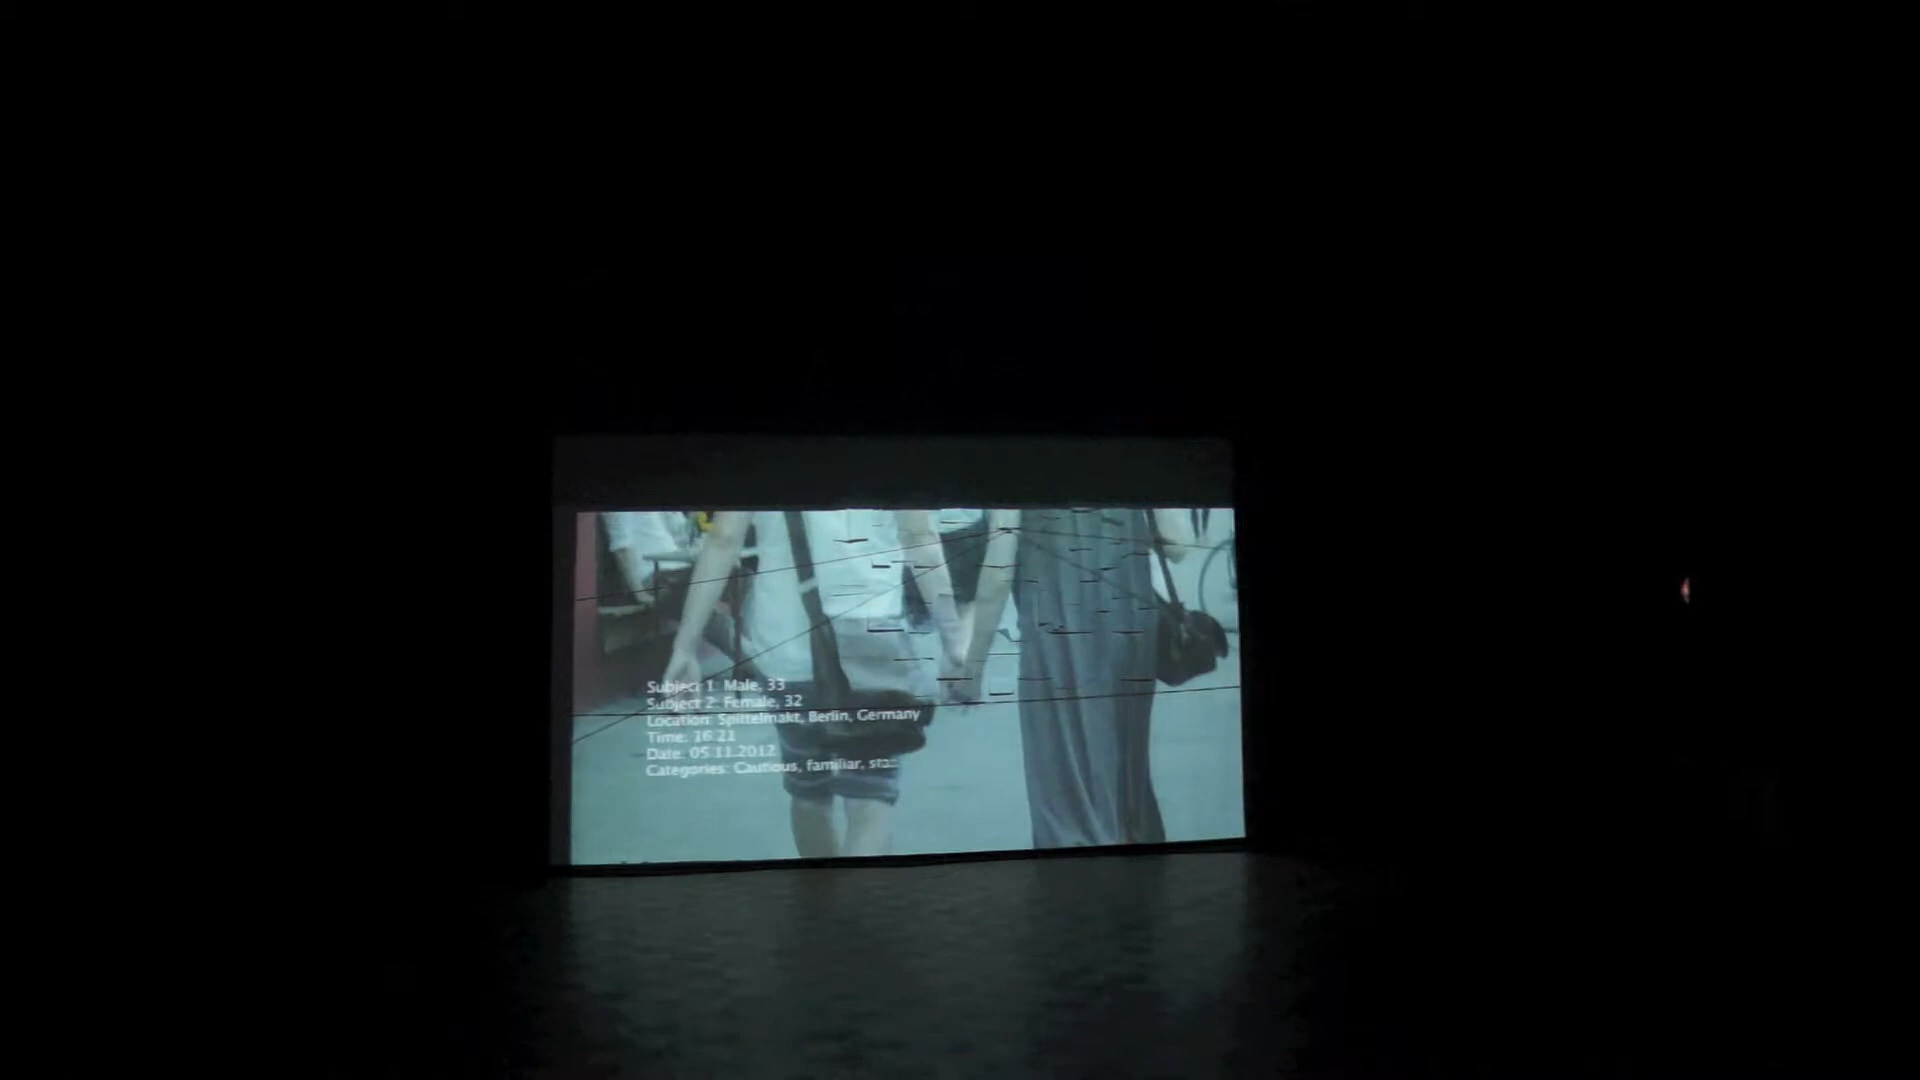 Subject 1: Male, 33
Subject 2: Female, 32
Location: Spittelmakt, Berlin, Germany
Time: 16:21
Date: 05.11.2012
Categories: Cautious, familiar, sta